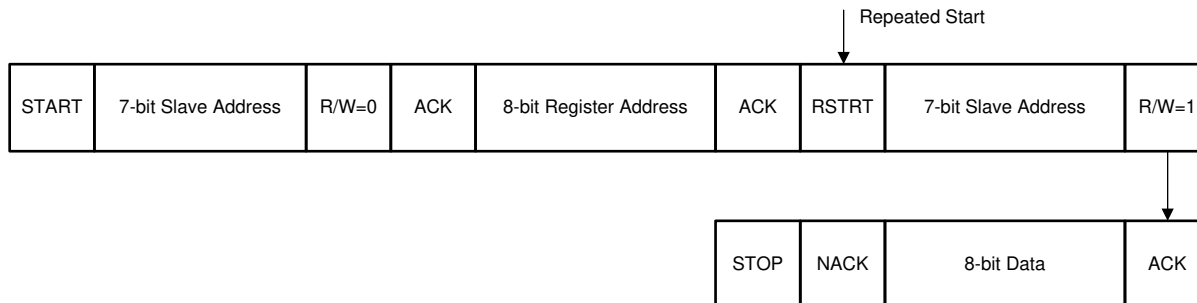 Repeated Start
START 7-bit Slave Address R/W=0 ACK 8-bit Register Address ACK RSTRT 7-bit Slave Address R/W=1
STOP NACK 8-bit Data ACK